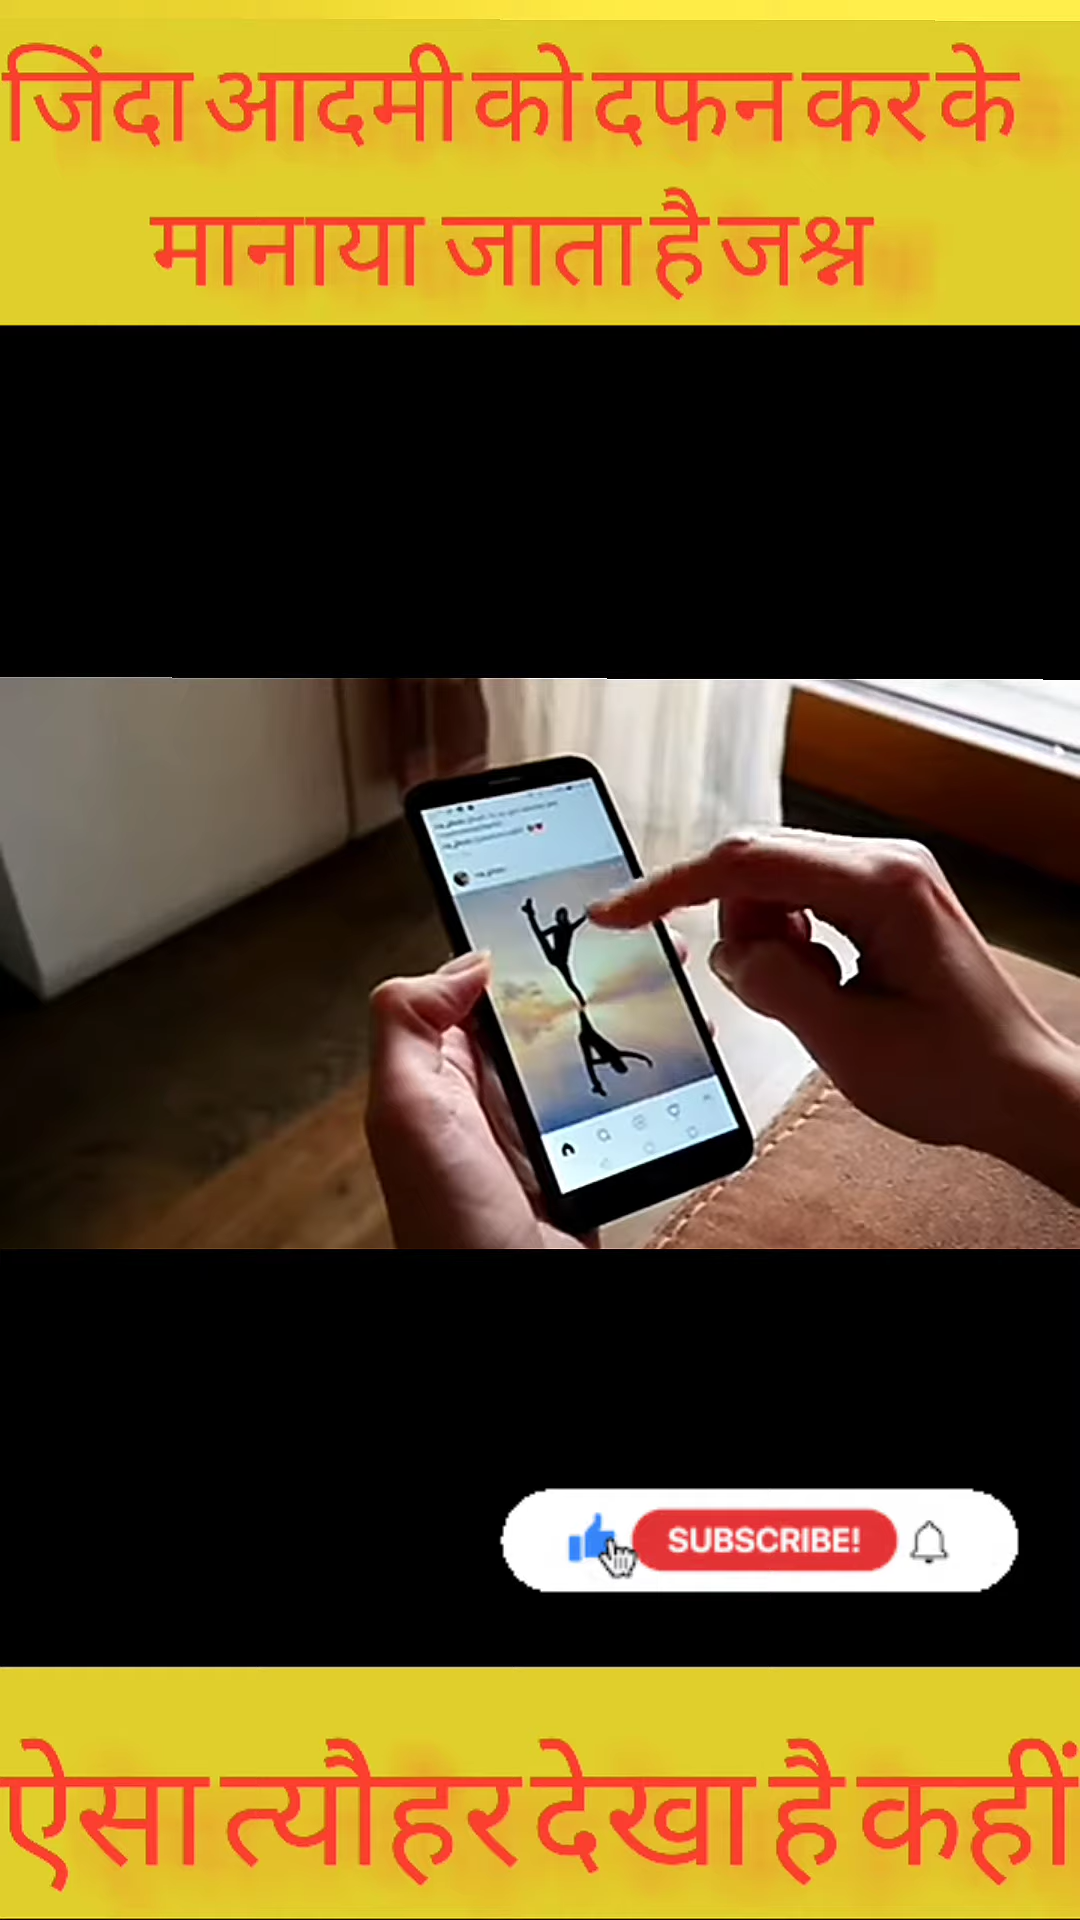 जिंदा आदमी को दफन कर के
मानाया जाता है जश्न
SUBSCRIBE!
ऐसा त्यौहर देखा है कहीं